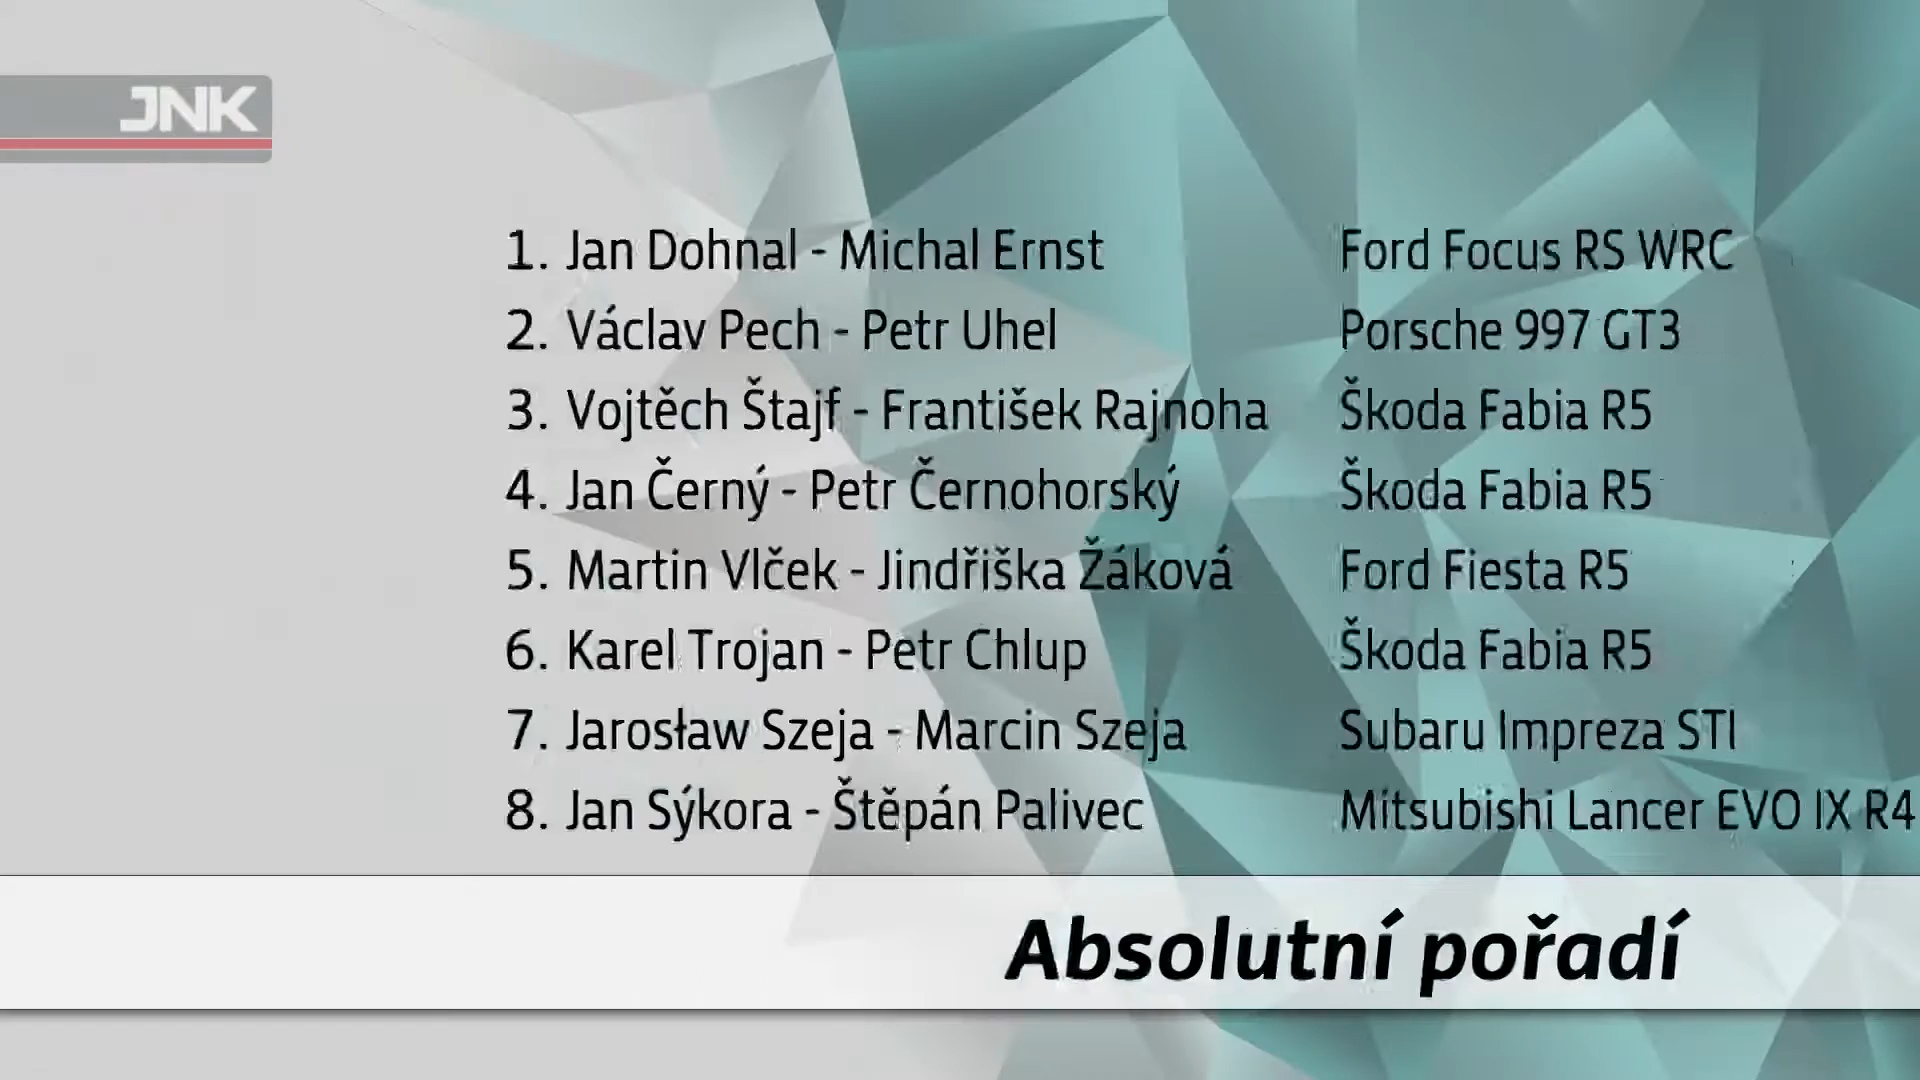 JNK
1. Jan Dohnal - Michal Ernst Ford Focus RS WRC
2. Václav Pech - Petr Uhel Porsche 997 GT3
3. Vojtěch Štajf - František Rajnoha Škoda Fabia R5
4. Jan Černý - Petr Černohorský Škoda Fabia R5
5. Martin Vlček - Jindřiška Žáková Ford Fiesta R5
6. Karel Trojan - Petr Chlup Škoda Fabia R5
7. Jarosław Szeja - Marcin Szeja Subaru Impreza STI
8. Jan Sýkora - Štěpán Palivec Mitsubishi Lancer EVO IX R4
Absolutní pořadí